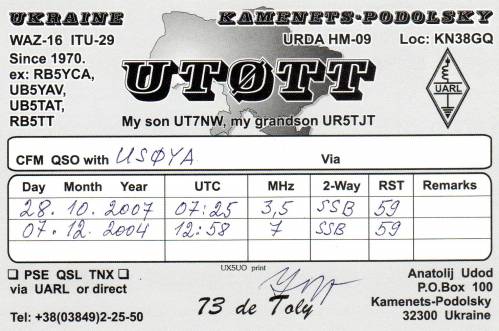 UKRAINE KAMENETS-PODOLSKY
WAZ-16 ITU-29 URDA HM-09 Loc: KN38GQ
Since 1970.
ex: RB5YCA,
UB5YAV,
UB5TAT,
RB5TT
UTØTT
UARL
My son UT7NW, my grandson UR5TJT
CFM QSO with USØYA Via
Day Month Year UTC MHz 2-Way RST Remarks
28. 10. 2007 07:25 3,5 SSB 59
07. 12. 2004 12:58 7 SSB 59
UX5UO print
☐ PSE QSL TNX ☐
via UARL or direct
73 de Toly
Anatolij Udod
P.O.Box 100
Kamenets-Podolsky
32300 Ukraine
Tel: +38(03849)2-25-50